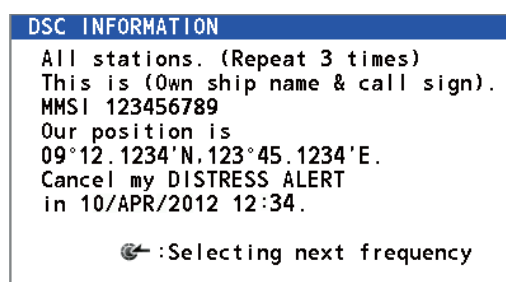 DSC INFORMATION
All stations. (Repeat 3 times)
This is (Own ship name & call sign).
MMSI 123456789
Our position is
09°12.1234'N,123°45.1234'E.
Cancel my DISTRESS ALERT
in 10/APR/2012 12:34.
:Selecting next frequency